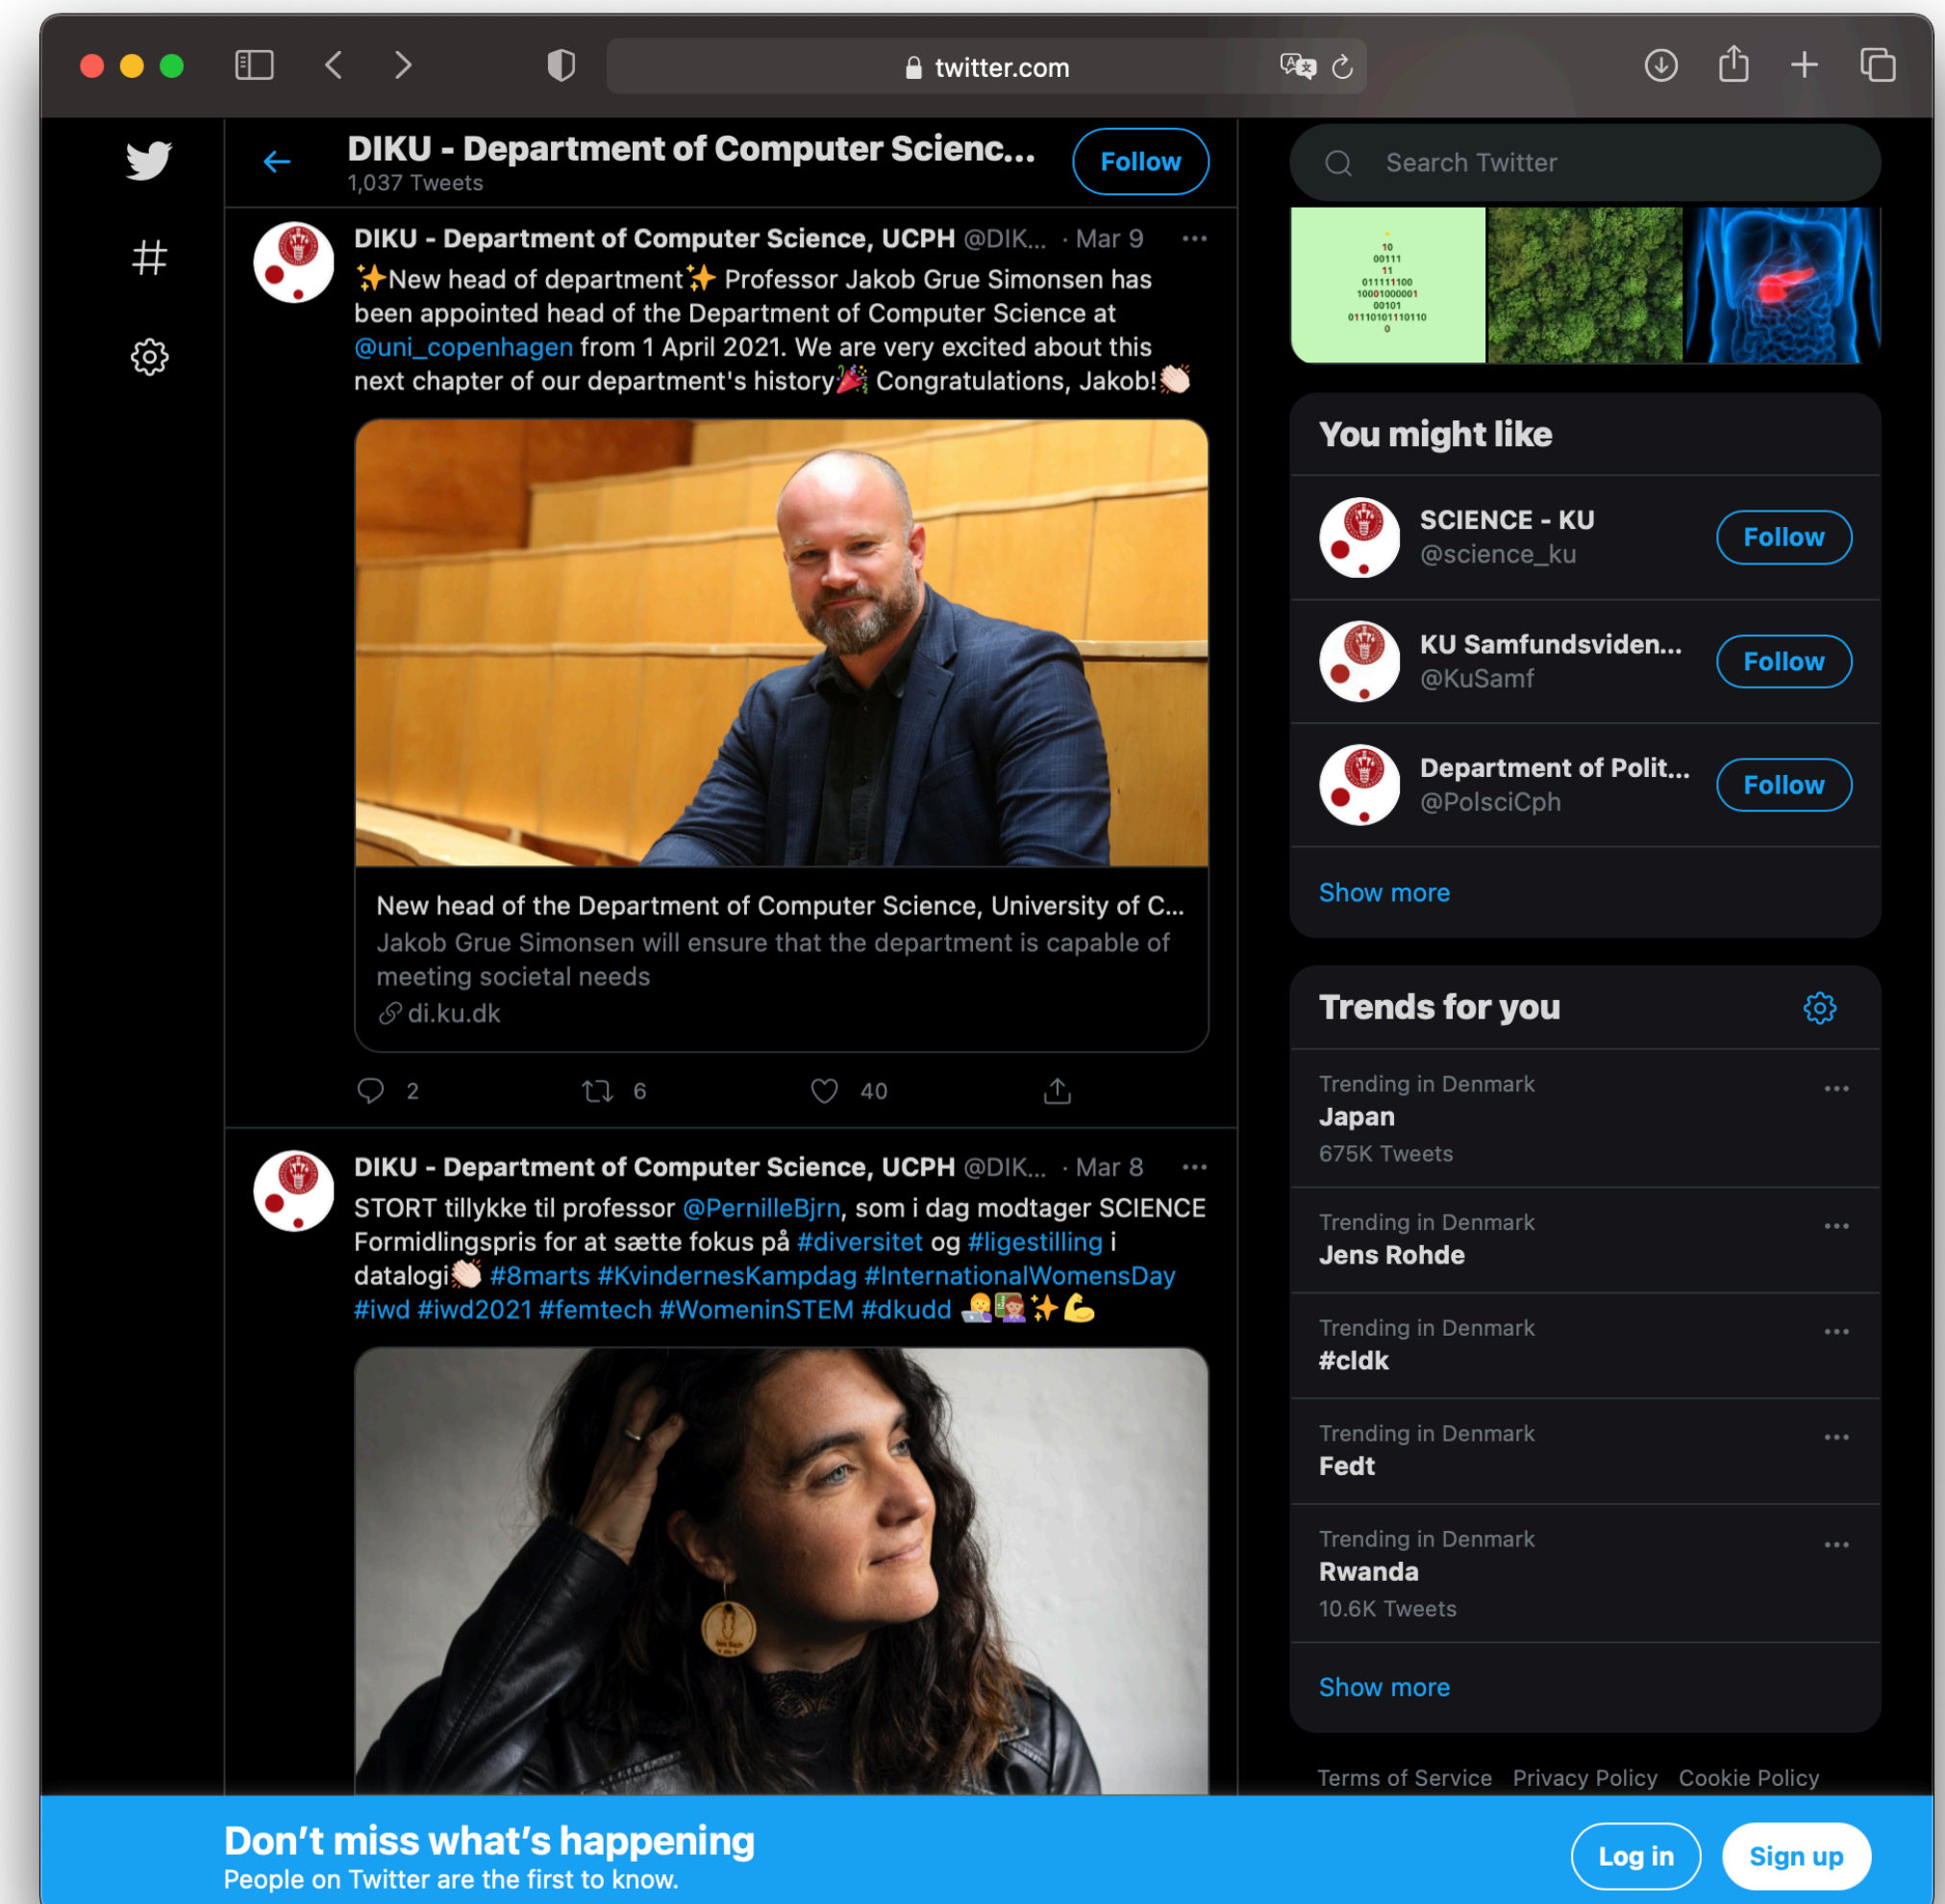 twitter.com
DIKU - Department of Computer Scienc...
1,037 Tweets
Follow
DIKU - Department of Computer Science, UCPH @DIK... · Mar 9
✨New head of department✨ Professor Jakob Grue Simonsen has
been appointed head of the Department of Computer Science at
@uni_copenhagen from 1 April 2021. We are very excited about this
next chapter of our department's history🎉 Congratulations, Jakob!👏🏻
New head of the Department of Computer Science, University of C...
Jakob Grue Simonsen will ensure that the department is capable of
meeting societal needs
di.ku.dk
2 6 40
DIKU - Department of Computer Science, UCPH @DIK... · Mar 8
STORT tillykke til professor @PernilleBjrn, som i dag modtager SCIENCE
Formidlingspris for at sætte fokus på #diversitet og #ligestilling i
datalogi👏🏻 #8marts #KvindernesKampdag #InternationalWomensDay
#iwd #iwd2021 #femtech #WomeninSTEM #dkudd 👩🏼‍💻👩🏽‍🏫✨💪
Search Twitter
10
00111
11
011111100
10001000001
00101
01110101110110
0
You might like
SCIENCE - KU
@science_ku
Follow
KU Samfundsviden...
@KuSamf
Follow
Department of Polit...
@PolsciCph
Follow
Show more
Trends for you
Trending in Denmark
Japan
675K Tweets
Trending in Denmark
Jens Rohde
Trending in Denmark
#cldk
Trending in Denmark
Fedt
Trending in Denmark
Rwanda
10.6K Tweets
Show more
Terms of Service Privacy Policy Cookie Policy
Don't miss what's happening
People on Twitter are the first to know.
Log in
Sign up